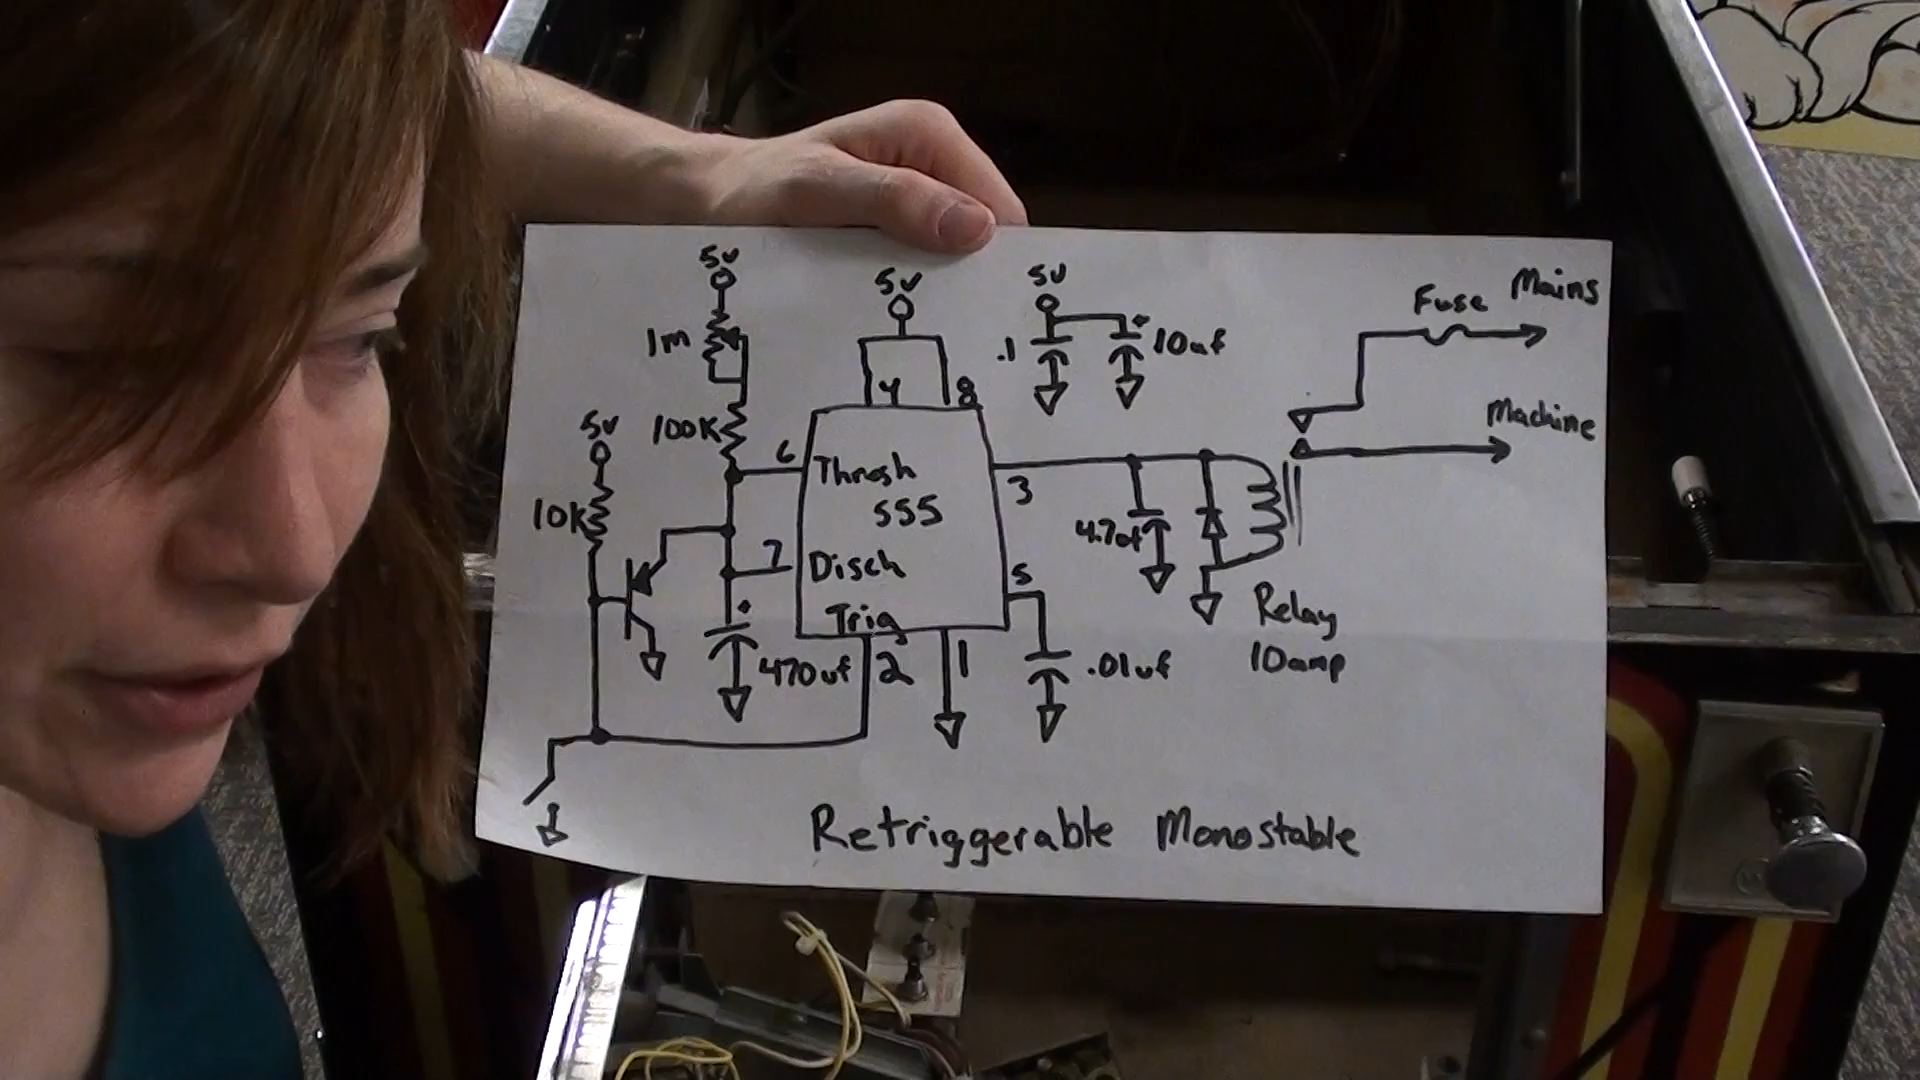 5v
5v
5v
Fuse
Mains
1m
.1
10uf
4
8
Machine
5v
100K
6
Thresh
3
10K
555
4.7uf
7
Disch
5
Relay
Trig
10amp
470uf
2
1
.01uf
Retriggerable Monostable